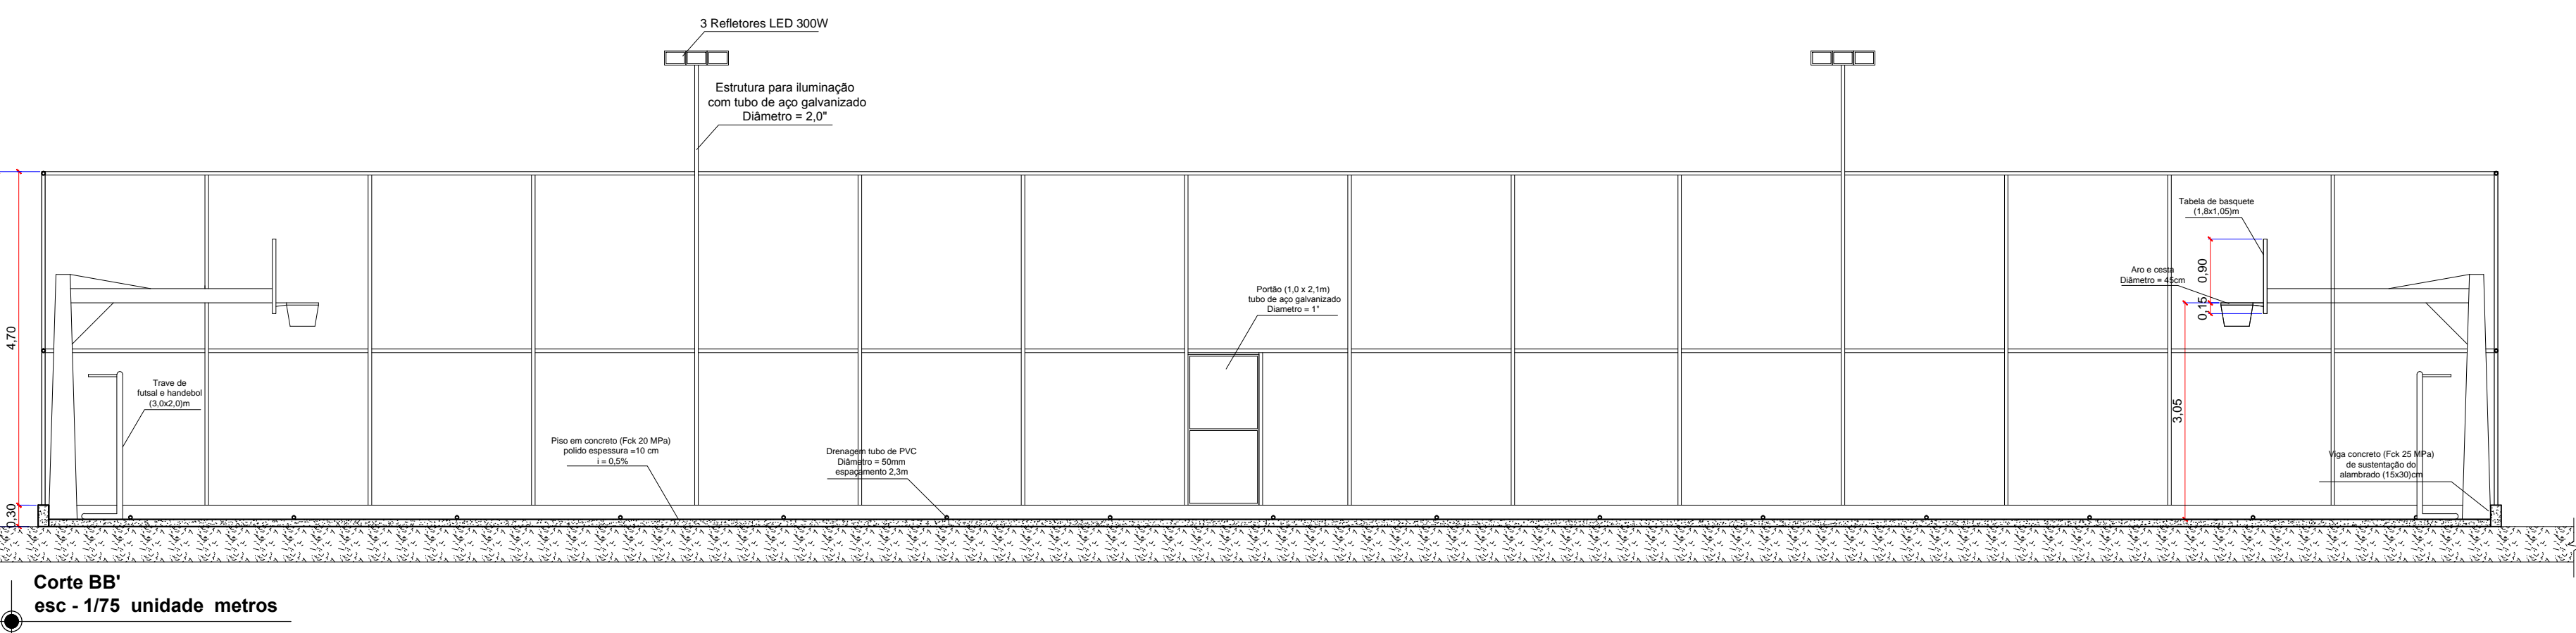 3 Refletores LED 300W
Estrutura para iluminação
com tubo de aço galvanizado
Diâmetro = 2,0"
Tabela de basquete
(1,8x1,05)m
Aro e cesta
Diâmetro = 45cm
0,90
0,15
3,05
Portão (1,0 x 2,1m)
tubo de aço galvanizado
Diametro = 1"
4,70
0,30
Trave de
futsal e handebol
(3,0x2,0)m
Piso em concreto (Fck 20 MPa)
polido espessura =10 cm
i = 0,5%
Drenagem tubo de PVC
Diâmetro = 50mm
espaçamento 2,3m
Viga concreto (Fck 25 MPa)
de sustentação do
alambrado (15x30)cm
Corte BB'
esc - 1/75 unidade metros